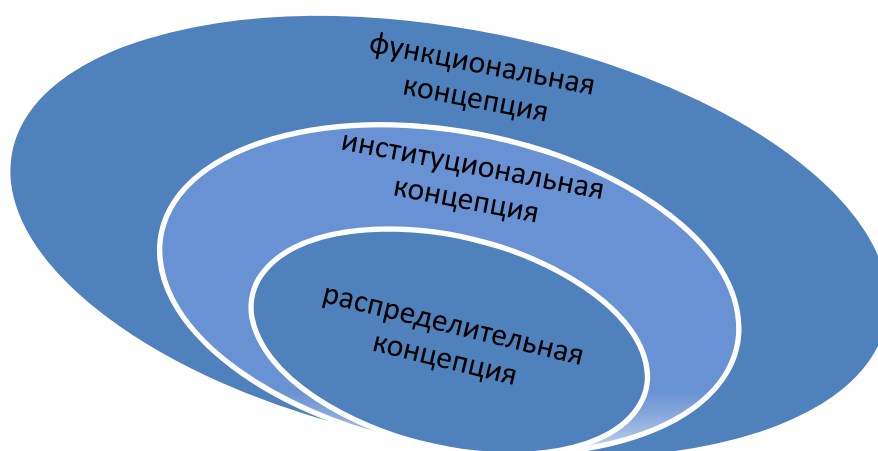 функциональная
концепция
институциональная
концепция
распределительная
концепция